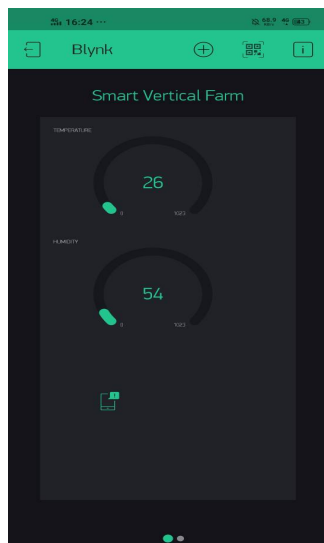 16:24 ...
Blynk
Smart Vertical Farm
TEMPERATURE
26
0 1023
HUMIDITY
54
0 1023